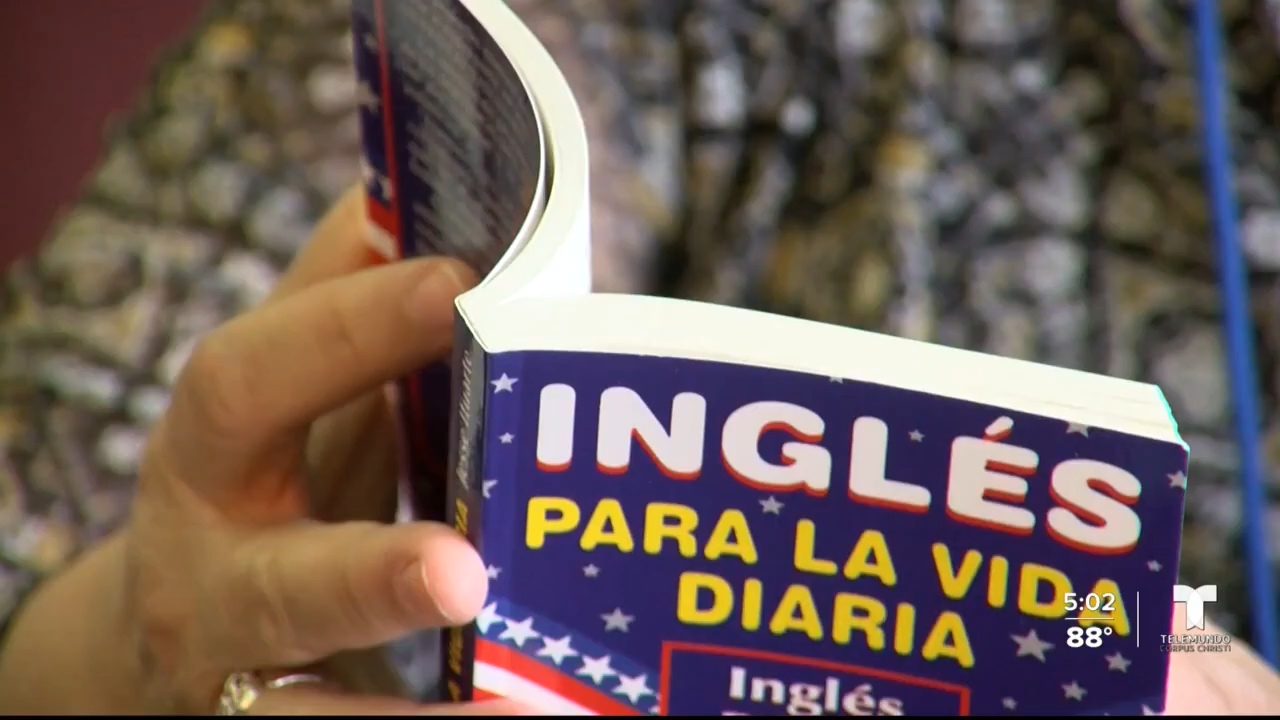 INGLÉS
PARA LA VIDA
DIARIA
Inglés
5:02
88°
TELEMUNDO
CORPUS CHRISTI